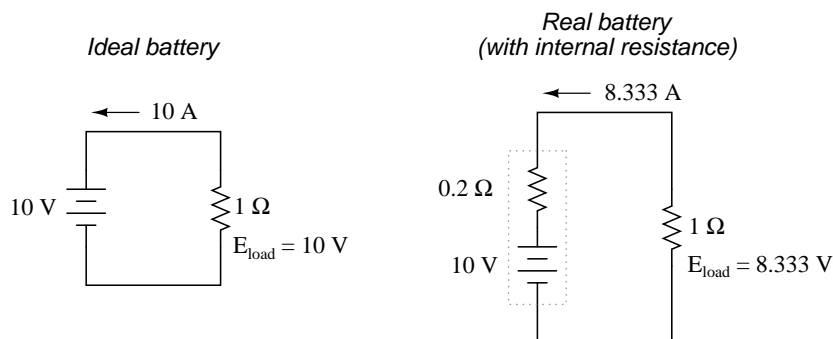 Ideal battery
10 A
10 V
1 Ω
E_load = 10 V
Real battery
(with internal resistance)
8.333 A
0.2 Ω
10 V
1 Ω
E_load = 8.333 V